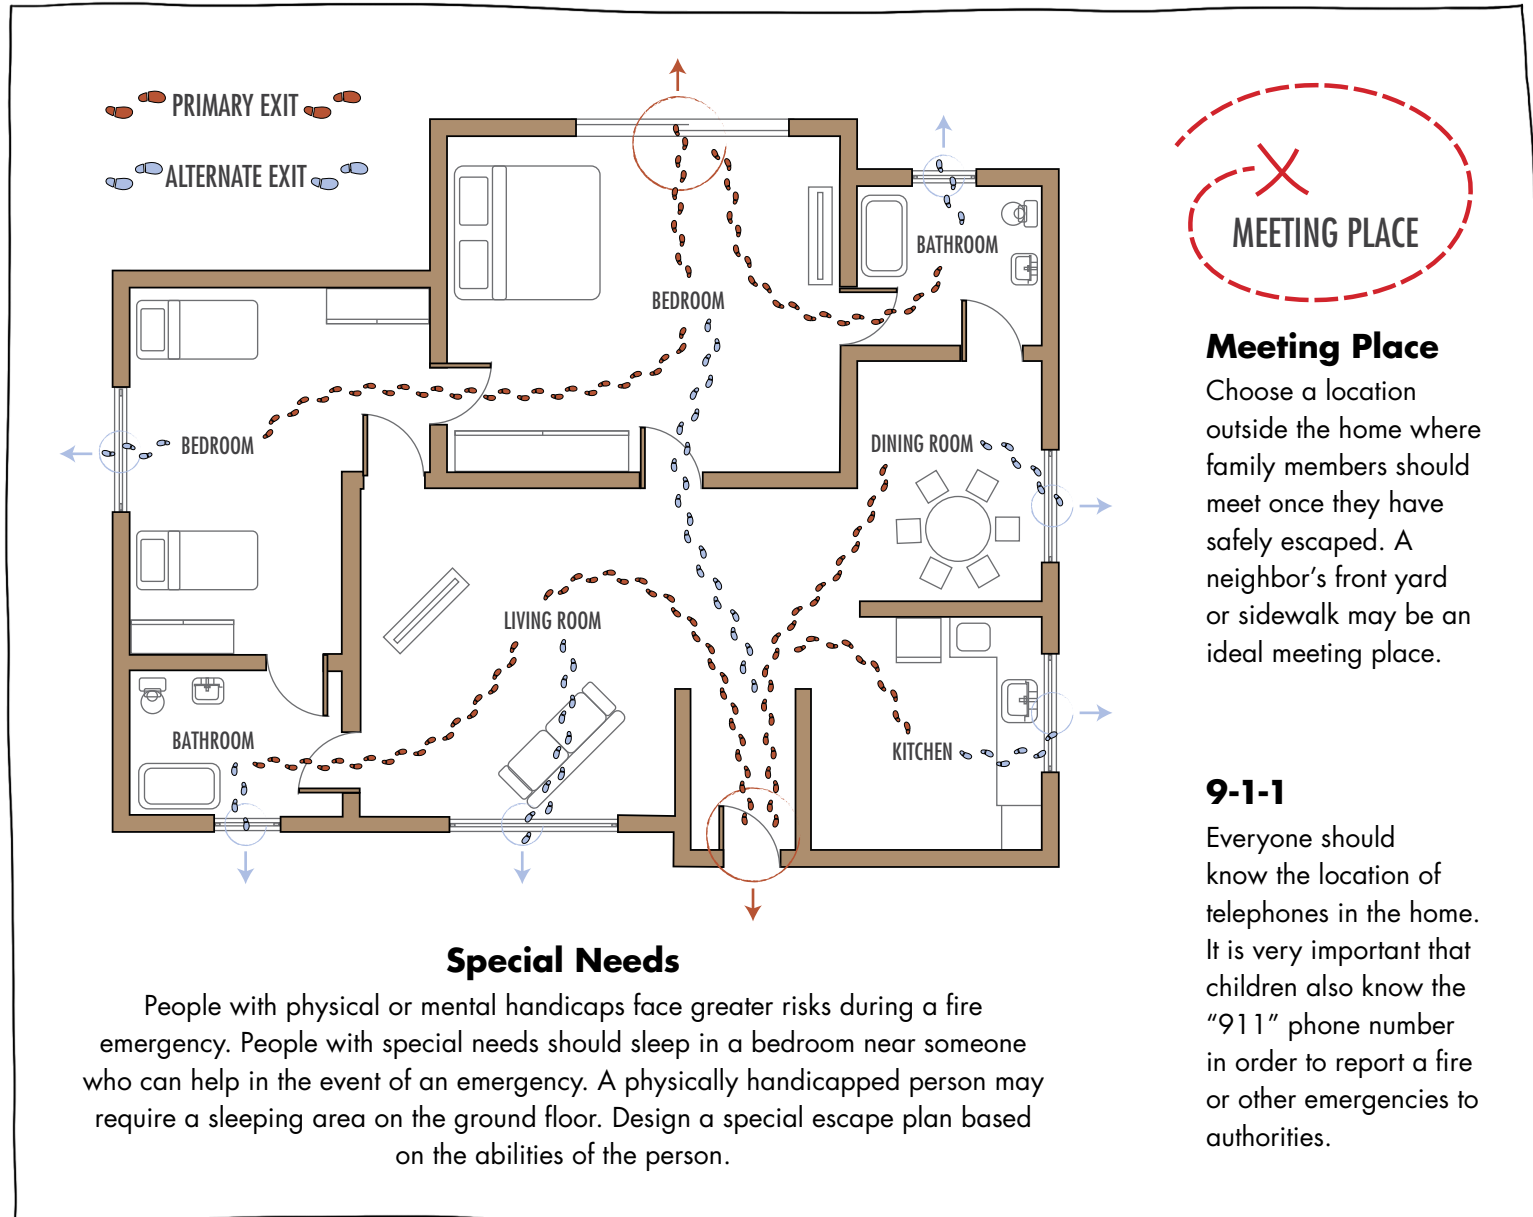 PRIMARY EXIT
ALTERNATE EXIT
BEDROOM
BATHROOM
BEDROOM
DINING ROOM
LIVING ROOM
BATHROOM
KITCHEN
MEETING PLACE
Meeting Place
Choose a location
outside the home where
family members should
meet once they have
safely escaped. A
neighbor’s front yard
or sidewalk may be an
ideal meeting place.
9-1-1
Everyone should
know the location of
telephones in the home.
It is very important that
children also know the
“911” phone number
in order to report a fire
or other emergencies to
authorities.
Special Needs
People with physical or mental handicaps face greater risks during a fire
emergency. People with special needs should sleep in a bedroom near someone
who can help in the event of an emergency. A physically handicapped person may
require a sleeping area on the ground floor. Design a special escape plan based
on the abilities of the person.